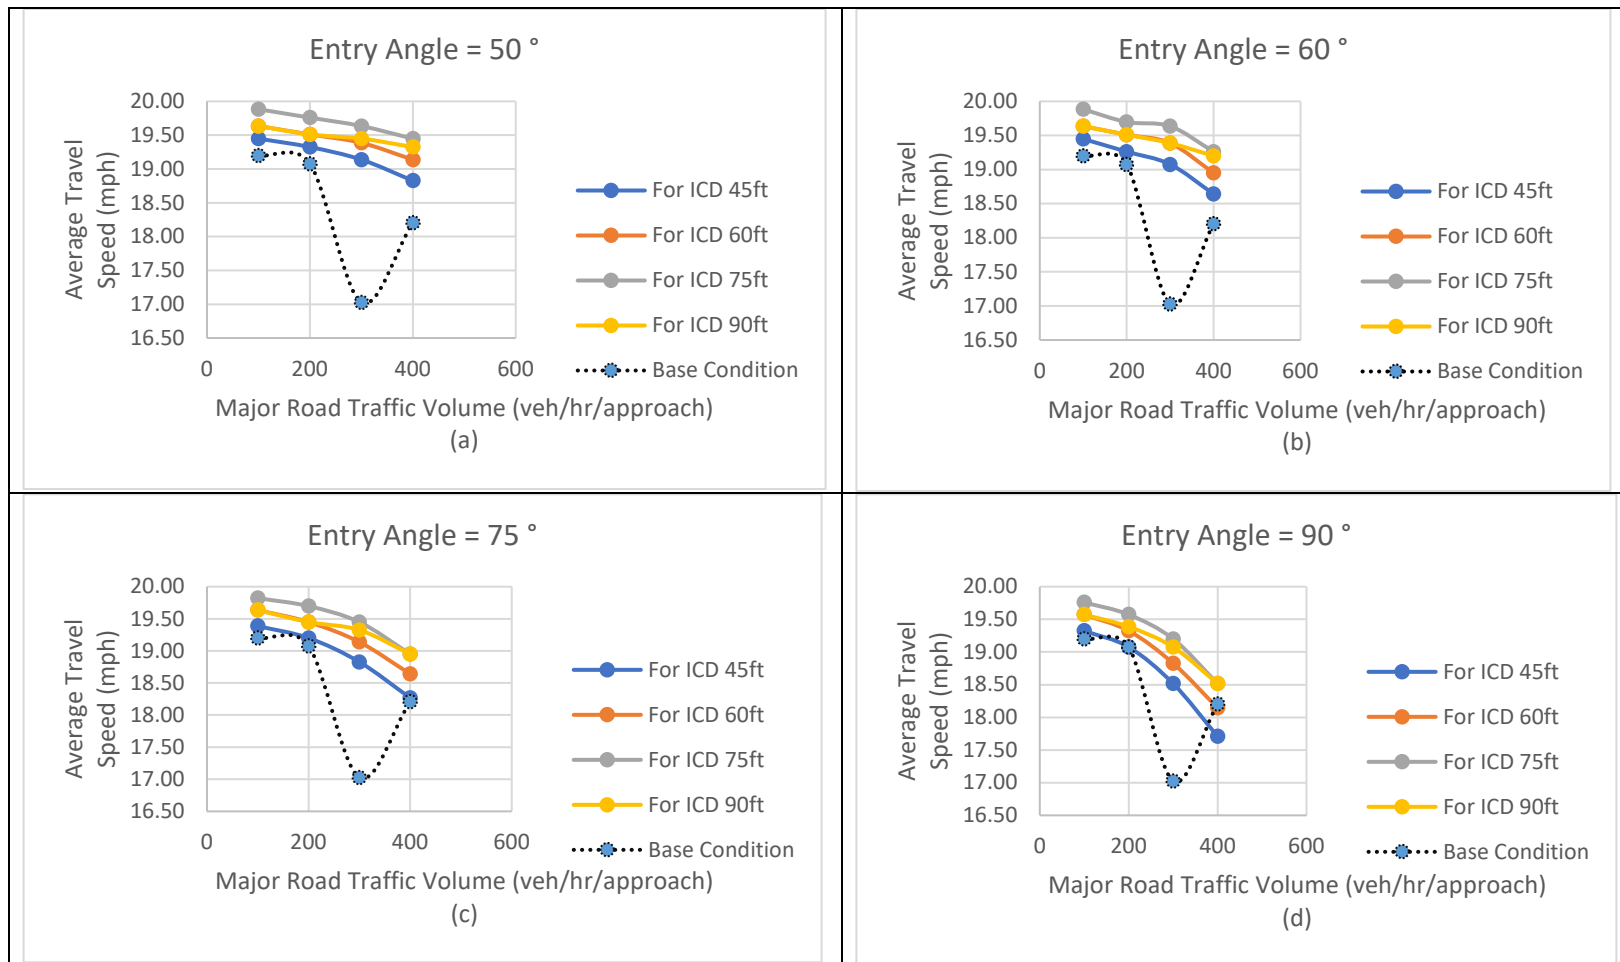 Entry Angle = 50 °
Average Travel
Speed (mph)
20.00
19.50
19.00
18.50
18.00
17.50
17.00
16.50
0
200
400
600
For ICD 45ft
For ICD 60ft
For ICD 75ft
For ICD 90ft
Base Condition
Major Road Traffic Volume (veh/hr/approach)
(a)
Entry Angle = 60 °
Average Travel
Speed (mph)
20.00
19.50
19.00
18.50
18.00
17.50
17.00
16.50
0
200
400
600
For ICD 45ft
For ICD 60ft
For ICD 75ft
For ICD 90ft
Base Condition
Major Road Traffic Volume (veh/hr/approach)
(b)
Entry Angle = 75 °
Average Travel
Speed (mph)
20.00
19.50
19.00
18.50
18.00
17.50
17.00
16.50
0
200
400
600
For ICD 45ft
For ICD 60ft
For ICD 75ft
For ICD 90ft
Base Condition
Major Road Traffic Volume (veh/hr/approach)
(c)
Entry Angle = 90 °
Average Travel
Speed (mph)
20.00
19.50
19.00
18.50
18.00
17.50
17.00
16.50
0
200
400
600
For ICD 45ft
For ICD 60ft
For ICD 75ft
For ICD 90ft
Base Condition
Major Road Traffic Volume (veh/hr/approach)
(d)